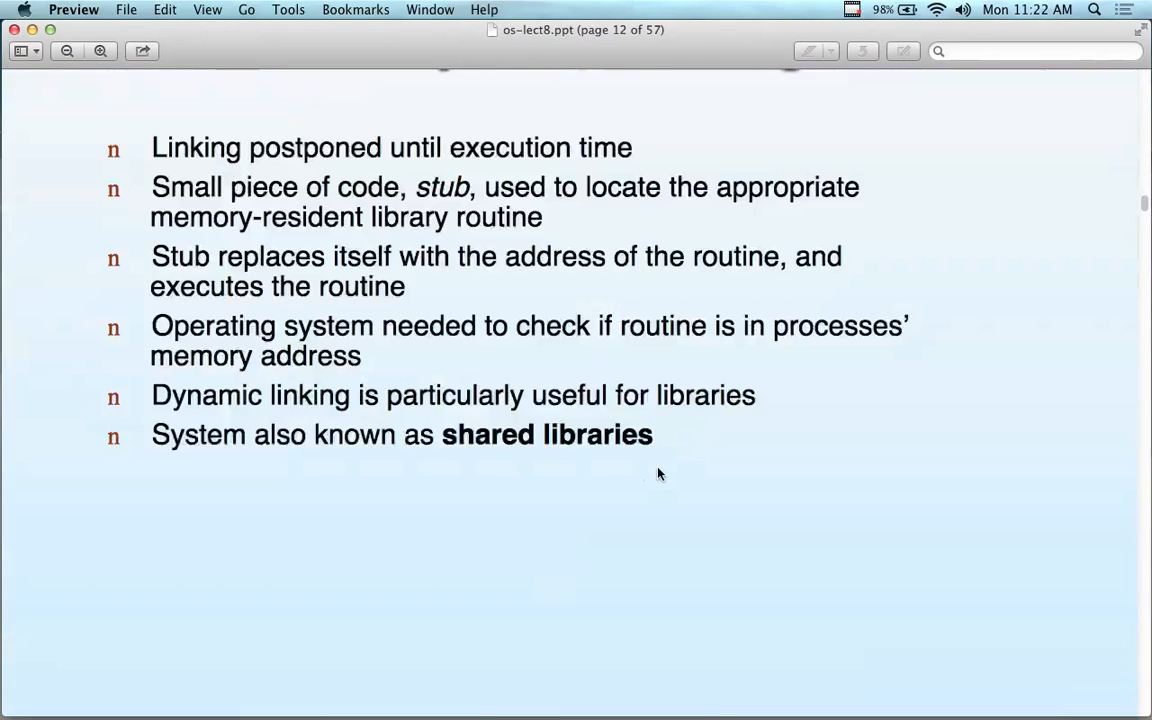 Preview File Edit View Go Tools Bookmarks Window Help 98% Mon 11:22 AM
os-lect8.ppt (page 12 of 57)
n Linking postponed until execution time
n Small piece of code, stub, used to locate the appropriate
memory-resident library routine
n Stub replaces itself with the address of the routine, and
executes the routine
n Operating system needed to check if routine is in processes’
memory address
n Dynamic linking is particularly useful for libraries
n System also known as shared libraries